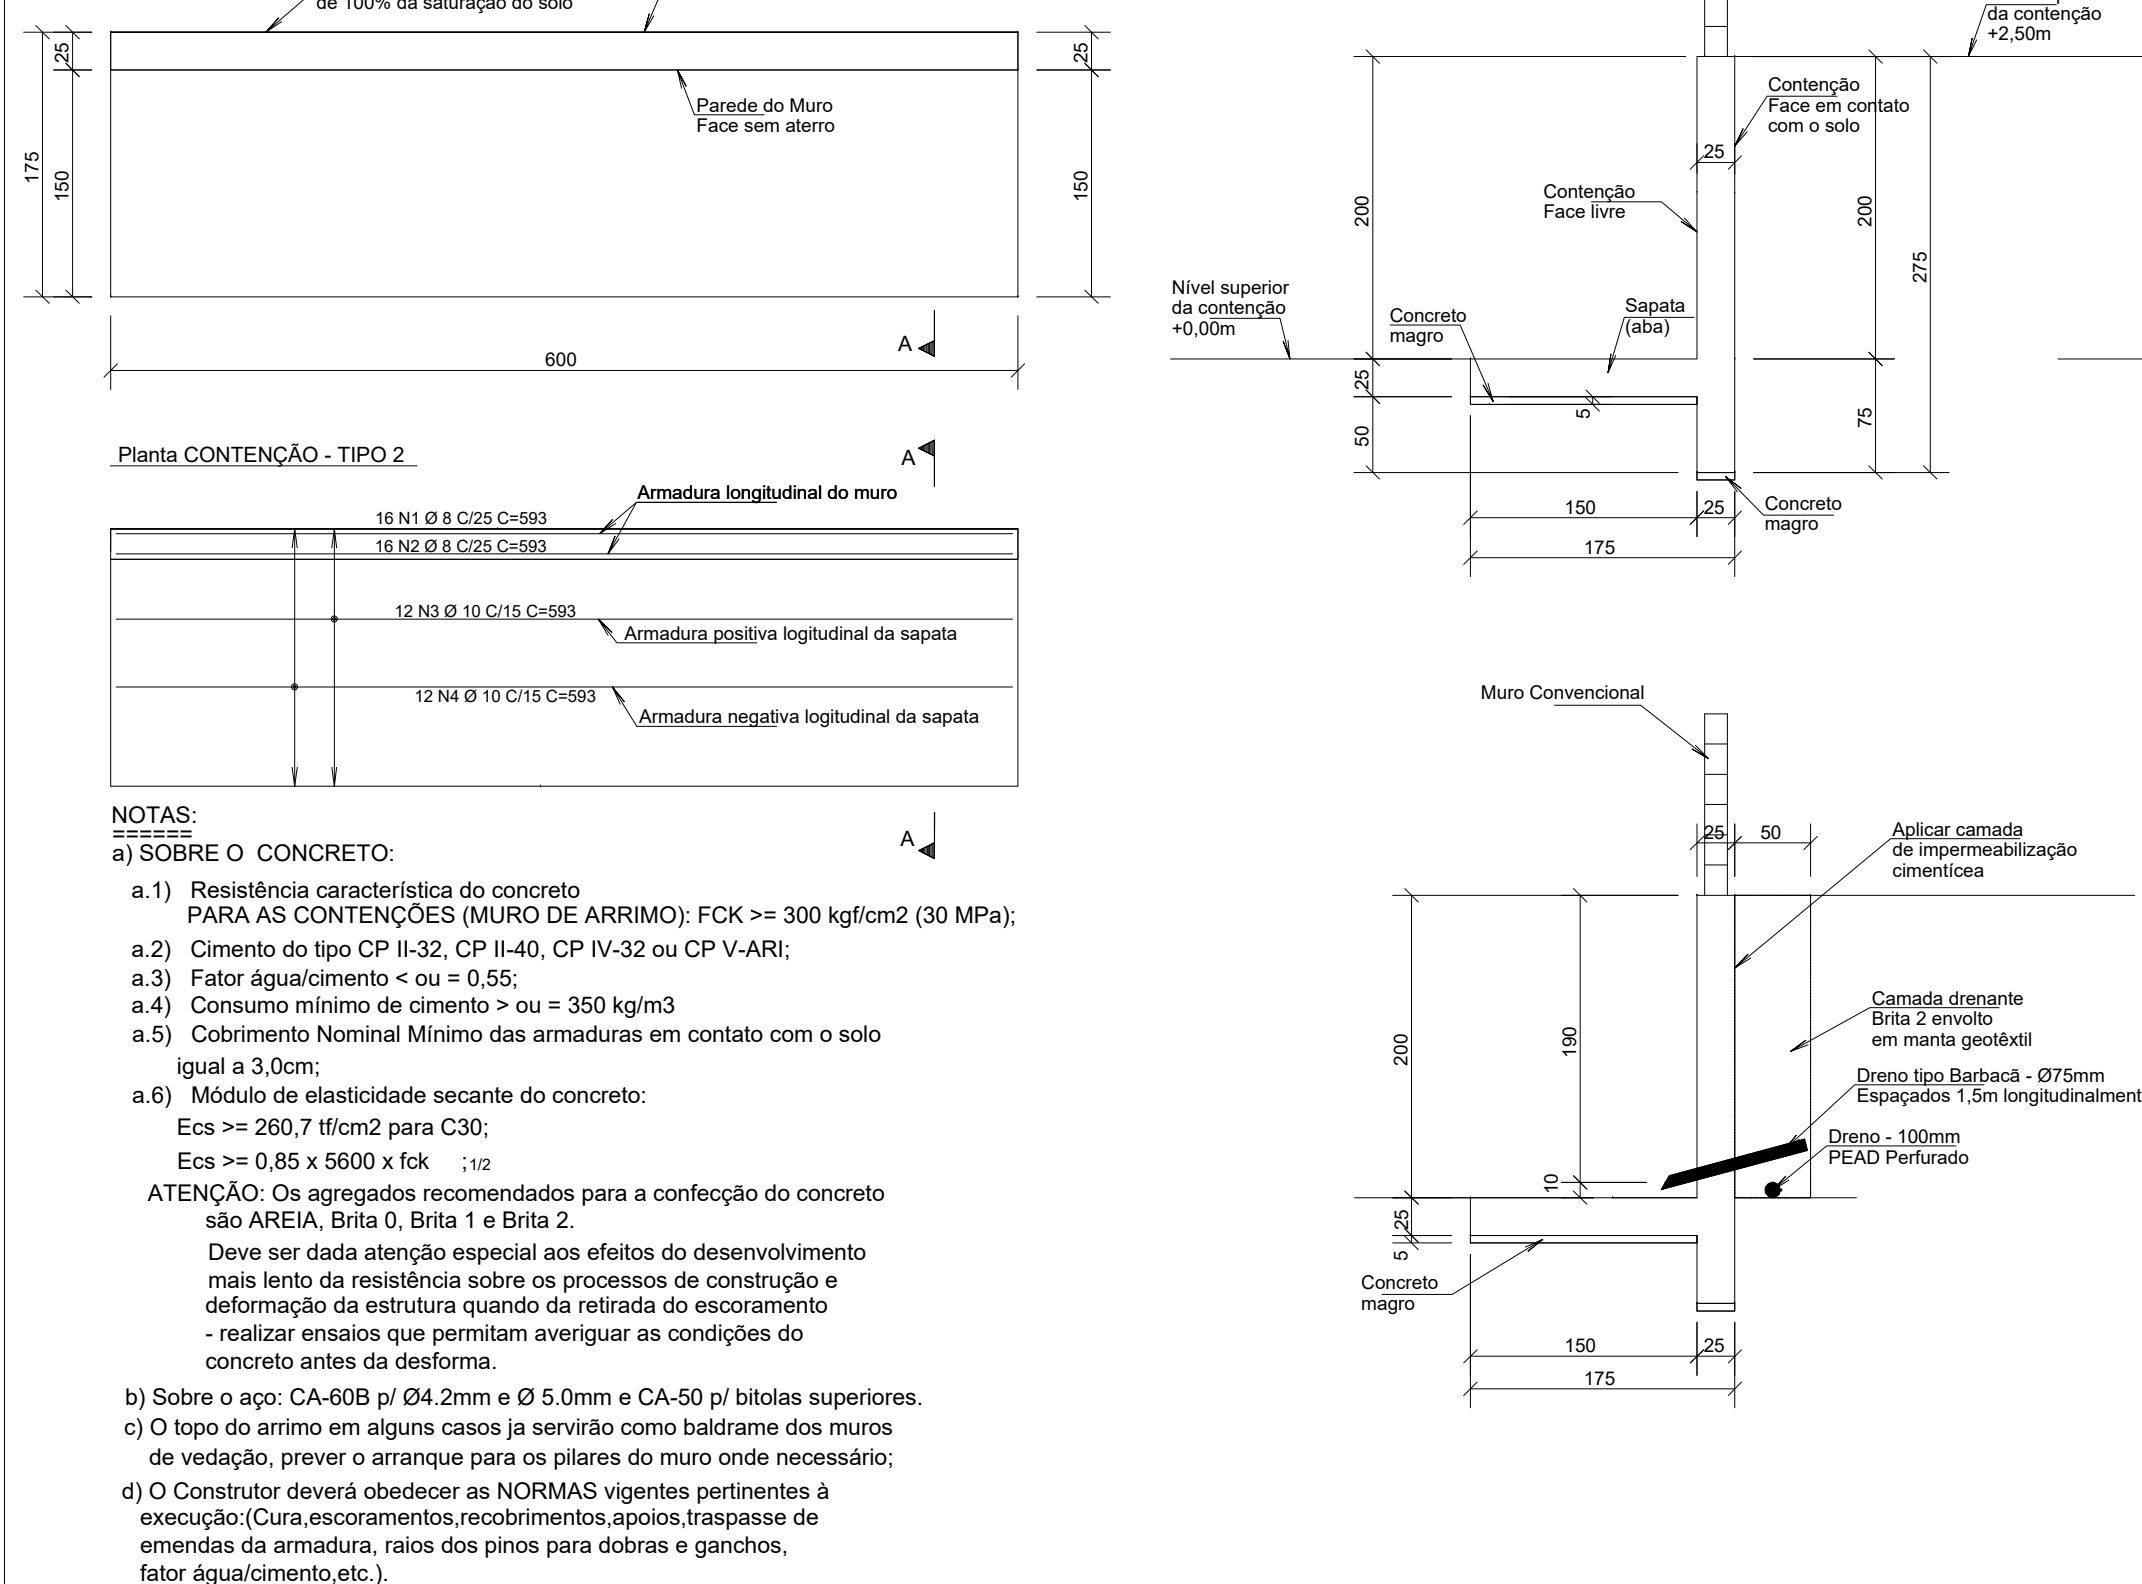 de 100% da saturação do solo
175
25
150
25
150
Parede do Muro
Face sem aterro
600
A
Planta CONTENÇÃO - TIPO 2
A
Armadura longitudinal do muro
16 N1 Ø 8 C/25 C=593
16 N2 Ø 8 C/25 C=593
12 N3 Ø 10 C/15 C=593
Armadura positiva logitudinal da sapata
12 N4 Ø 10 C/15 C=593
Armadura negativa logitudinal da sapata
A
NOTAS:
======
a) SOBRE O CONCRETO:
a.1) Resistência característica do concreto
PARA AS CONTENÇÕES (MURO DE ARRIMO): FCK >= 300 kgf/cm2 (30 MPa);
a.2) Cimento do tipo CP II-32, CP II-40, CP IV-32 ou CP V-ARI;
a.3) Fator água/cimento < ou = 0,55;
a.4) Consumo mínimo de cimento > ou = 350 kg/m3
a.5) Cobrimento Nominal Mínimo das armaduras em contato com o solo
igual a 3,0cm;
a.6) Módulo de elasticidade secante do concreto:
Ecs >= 260,7 tf/cm2 para C30;
Ecs >= 0,85 x 5600 x fck ;1/2
ATENÇÃO: Os agregados recomendados para a confecção do concreto
são AREIA, Brita 0, Brita 1 e Brita 2.
Deve ser dada atenção especial aos efeitos do desenvolvimento
mais lento da resistência sobre os processos de construção e
deformação da estrutura quando da retirada do escoramento
- realizar ensaios que permitam averiguar as condições do
concreto antes da desforma.
b) Sobre o aço: CA-60B p/ Ø4.2mm e Ø 5.0mm e CA-50 p/ bitolas superiores.
c) O topo do arrimo em alguns casos ja servirão como baldrame dos muros
de vedação, prever o arranque para os pilares do muro onde necessário;
d) O Construtor deverá obedecer as NORMAS vigentes pertinentes à
execução:(Cura,escoramentos,recobrimentos,apoios,traspasse de
emendas da armadura, raios dos pinos para dobras e ganchos,
fator água/cimento,etc.).
da contenção
+2,50m
Contenção
Face em contato
com o solo
25
Contenção
Face livre
200
200
275
Nível superior
da contenção
+0,00m
Concreto
magro
Sapata
(aba)
25
5
50
75
150
25
Concreto
magro
175
Muro Convencional
25
50
Aplicar camada
de impermeabilização
cimentícea
Camada drenante
Brita 2 envolto
em manta geotêxtil
200
190
Dreno tipo Barbacã - Ø75mm
Espaçados 1,5m longitudinalment
Dreno - 100mm
PEAD Perfurado
10
25
5
Concreto
magro
150
25
175